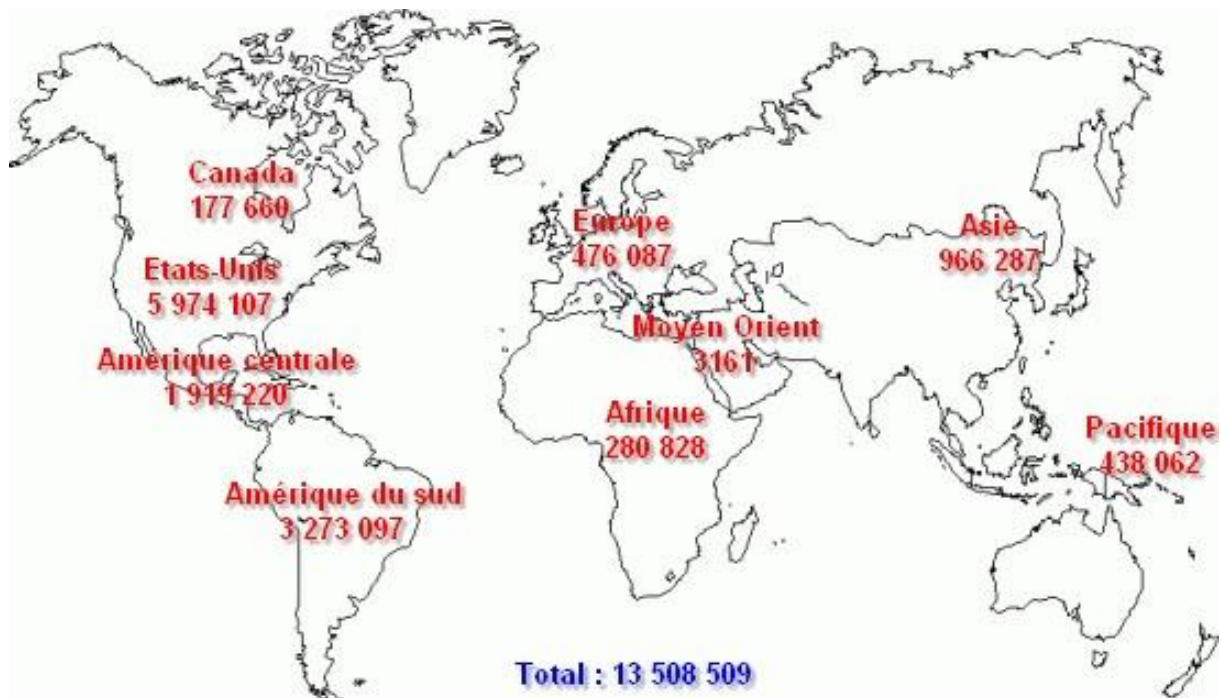 Canada
177 660
Europe
476 087
Asie
966 287
Etats-Unis
5 974 107
Moyen Orient
3161
Amérique centrale
1 919 220
Afrique
280 828
Pacifique
438 062
Amérique du sud
3 273 097
Total : 13 508 509